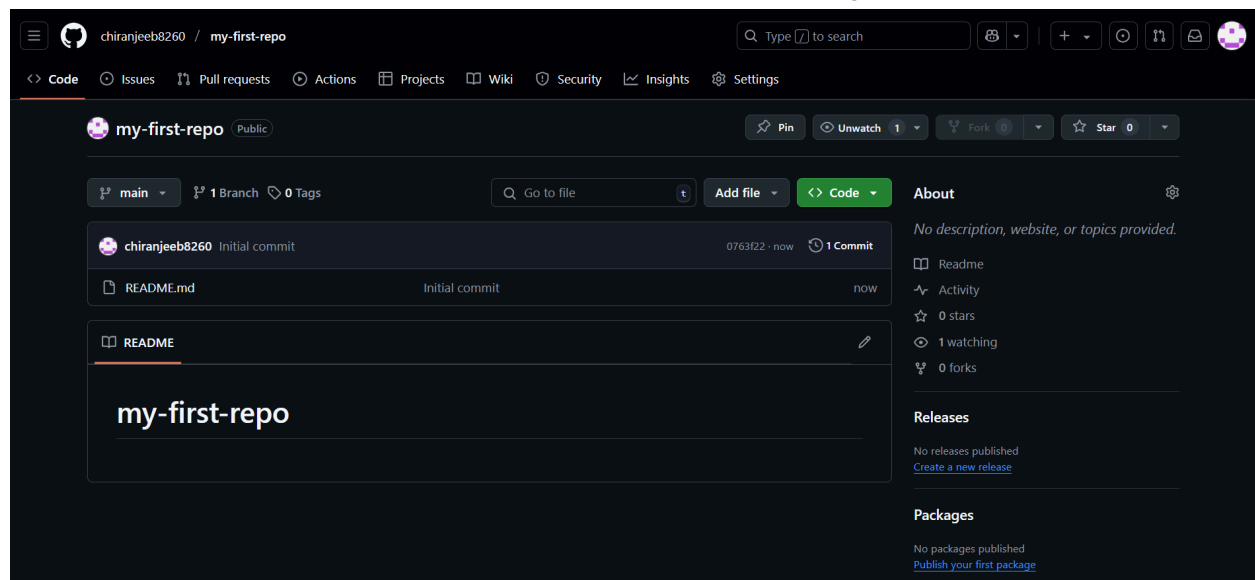 chiranjeeb8260 / my-first-repo
Type / to search
Code Issues Pull requests Actions Projects Wiki Security Insights Settings
my-first-repo Public
Pin Unwatch 1 Fork 0 Star 0
main 1 Branch 0 Tags
Go to file t Add file Code
chiranjeeb8260 Initial commit 0763f22 · now 1 Commit
README.md Initial commit now
README
my-first-repo
About
No description, website, or topics provided.
Readme
Activity
0 stars
1 watching
0 forks
Releases
No releases published
Create a new release
Packages
No packages published
Publish your first package